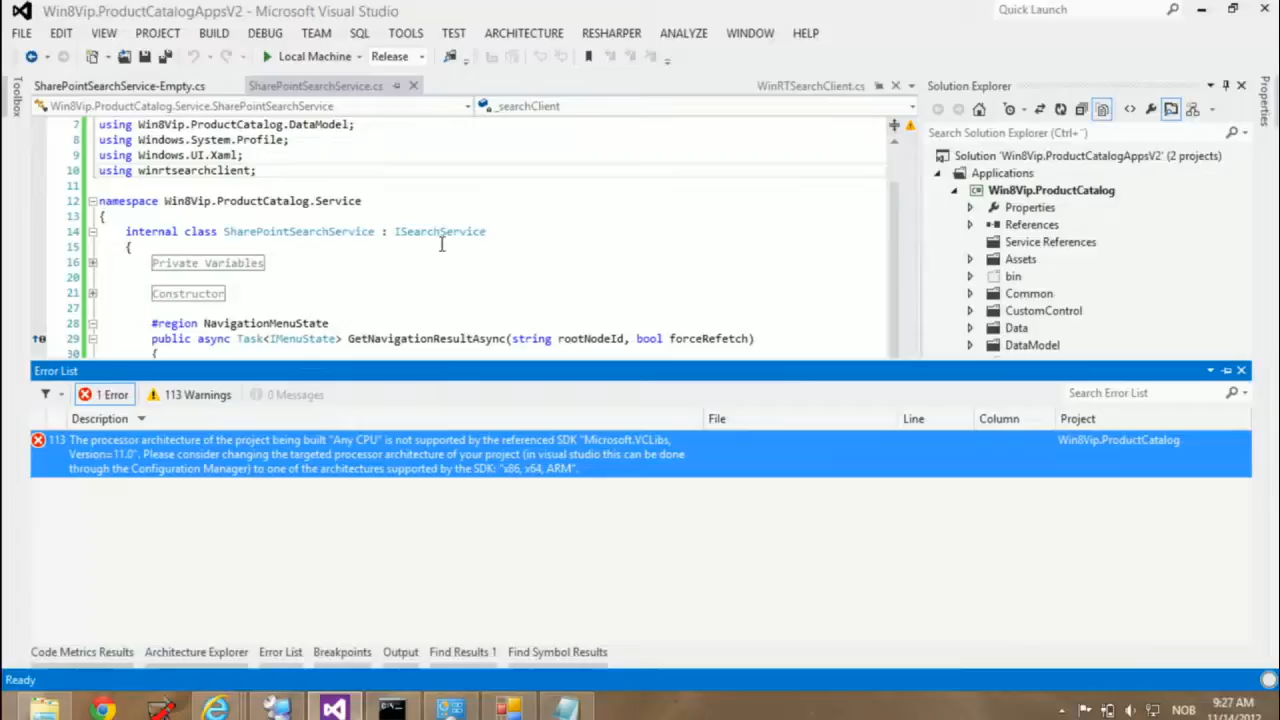 Win8Vip.ProductCatalogAppsV2 - Microsoft Visual Studio
Quick Launch
FILE EDIT VIEW PROJECT BUILD DEBUG TEAM SQL TOOLS TEST ARCHITECTURE RESHARPER ANALYZE WINDOW HELP
Local Machine Release
Toolbox
SharePointSearchService-Empty.cs SharePointSearchService.cs WinRTSearchClient.cs
Win8Vip.ProductCatalog.Service.SharePointSearchService _searchClient
7 using Win8Vip.ProductCatalog.DataModel;
8 using Windows.System.Profile;
9 using Windows.UI.Xaml;
10 using winrtsearchclient;
11
12 namespace Win8Vip.ProductCatalog.Service
13 {
14 internal class SharePointSearchService : ISearchService
15 {
16 Private Variables
20
21 Constructor
27
28 #region NavigationMenuState
29 public async Task<IMenuState> GetNavigationResultAsync(string rootNodeId, bool forceRefetch)
30 {
Solution Explorer
Search Solution Explorer (Ctrl+¨)
Solution 'Win8Vip.ProductCatalogAppsV2' (2 projects)
Applications
Win8Vip.ProductCatalog
Properties
References
Service References
Assets
bin
Common
CustomControl
Data
DataModel
Properties
Error List
1 Error 113 Warnings 0 Messages
Search Error List
Description File Line Column Project
113 The processor architecture of the project being built "Any CPU" is not supported by the referenced SDK "Microsoft.VCLibs, Win8Vip.ProductCatalog
Version=11.0". Please consider changing the targeted processor architecture of your project (in visual studio this can be done
through the Configuration Manager) to one of the architectures supported by the SDK: "x86, x64, ARM".
Code Metrics Results Architecture Explorer Error List Breakpoints Output Find Results 1 Find Symbol Results
Ready
NOB
9:27 AM
11/14/2012